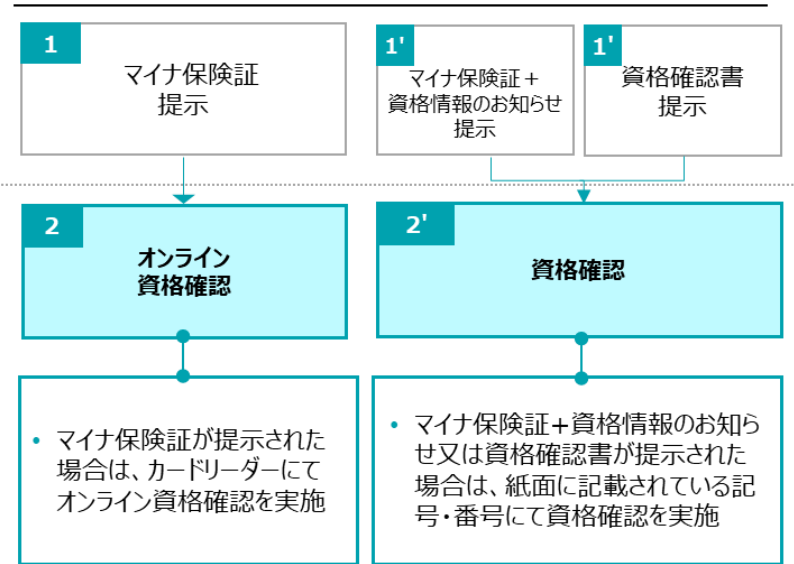 1
マイナ保険証
提示
1'
マイナ保険証＋
資格情報のお知らせ
提示
1'
資格確認書
提示
2
オンライン
資格確認
2'
資格確認
• マイナ保険証が提示された
場合は、カードリーダーにて
オンライン資格確認を実施
• マイナ保険証+資格情報のお知ら
せ又は資格確認書が提示された
場合は、紙面に記載されている記
号・番号にて資格確認を実施